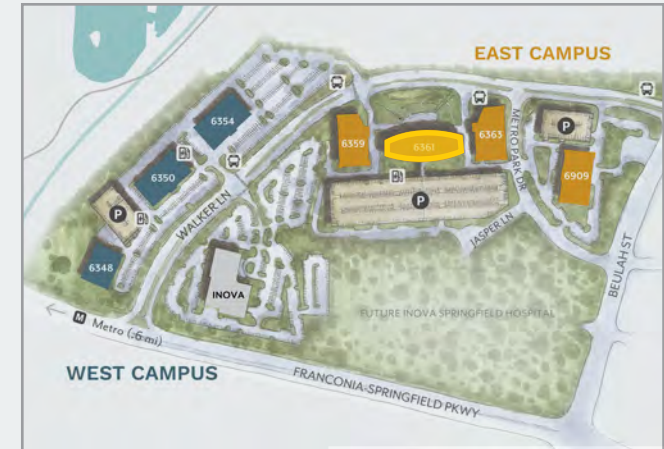 EAST CAMPUS
6354
6359
6361
6363
P
METRO PARK DR
6350
6909
P
WALKER LN
P
JASPER LN
BEULAH ST
6348
INOVA
FUTURE INOVA SPRINGFIELD HOSPITAL
M Metro (.6 mi)
WEST CAMPUS
FRANCONIA-SPRINGFIELD PKWY